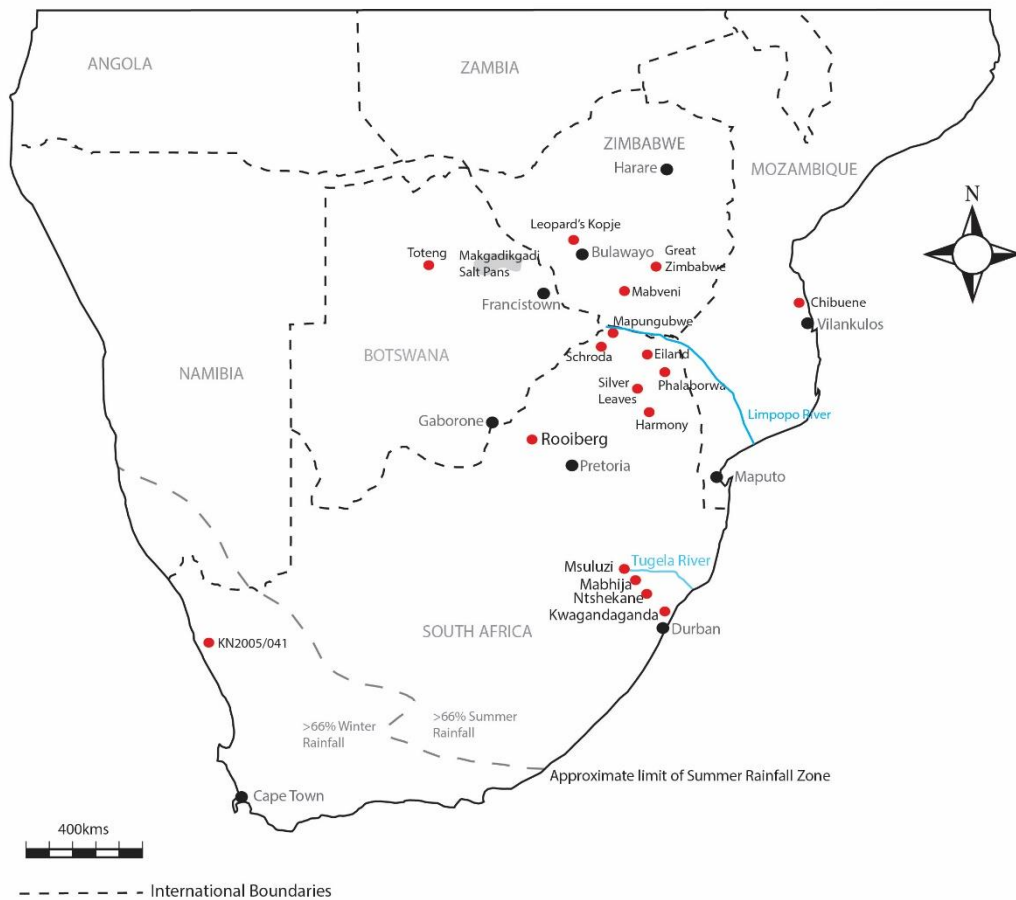 ANGOLA
ZAMBIA
ZIMBABWE
Harare
MOZAMBIQUE
N
Leopard's Kopje
Bulawayo
Great
Zimbabwe
Toteng
Makgadikgadi
Salt Pans
Francistown
Mabveni
Chibuene
Vilankulos
Mapungubwe
Schroda
Eiland
BOTSWANA
NAMIBIA
Silver
Leaves
Phalaborwa
Harmony
Limpopo River
Gaborone
Rooiberg
Pretoria
Maputo
Msuluzi
Tugela River
Mabhija
Ntshekane
Kwagandaganda
Durban
SOUTH AFRICA
KN2005/041
>66% Winter
Rainfall
>66% Summer
Rainfall
Approximate limit of Summer Rainfall Zone
Cape Town
400kms
International Boundaries